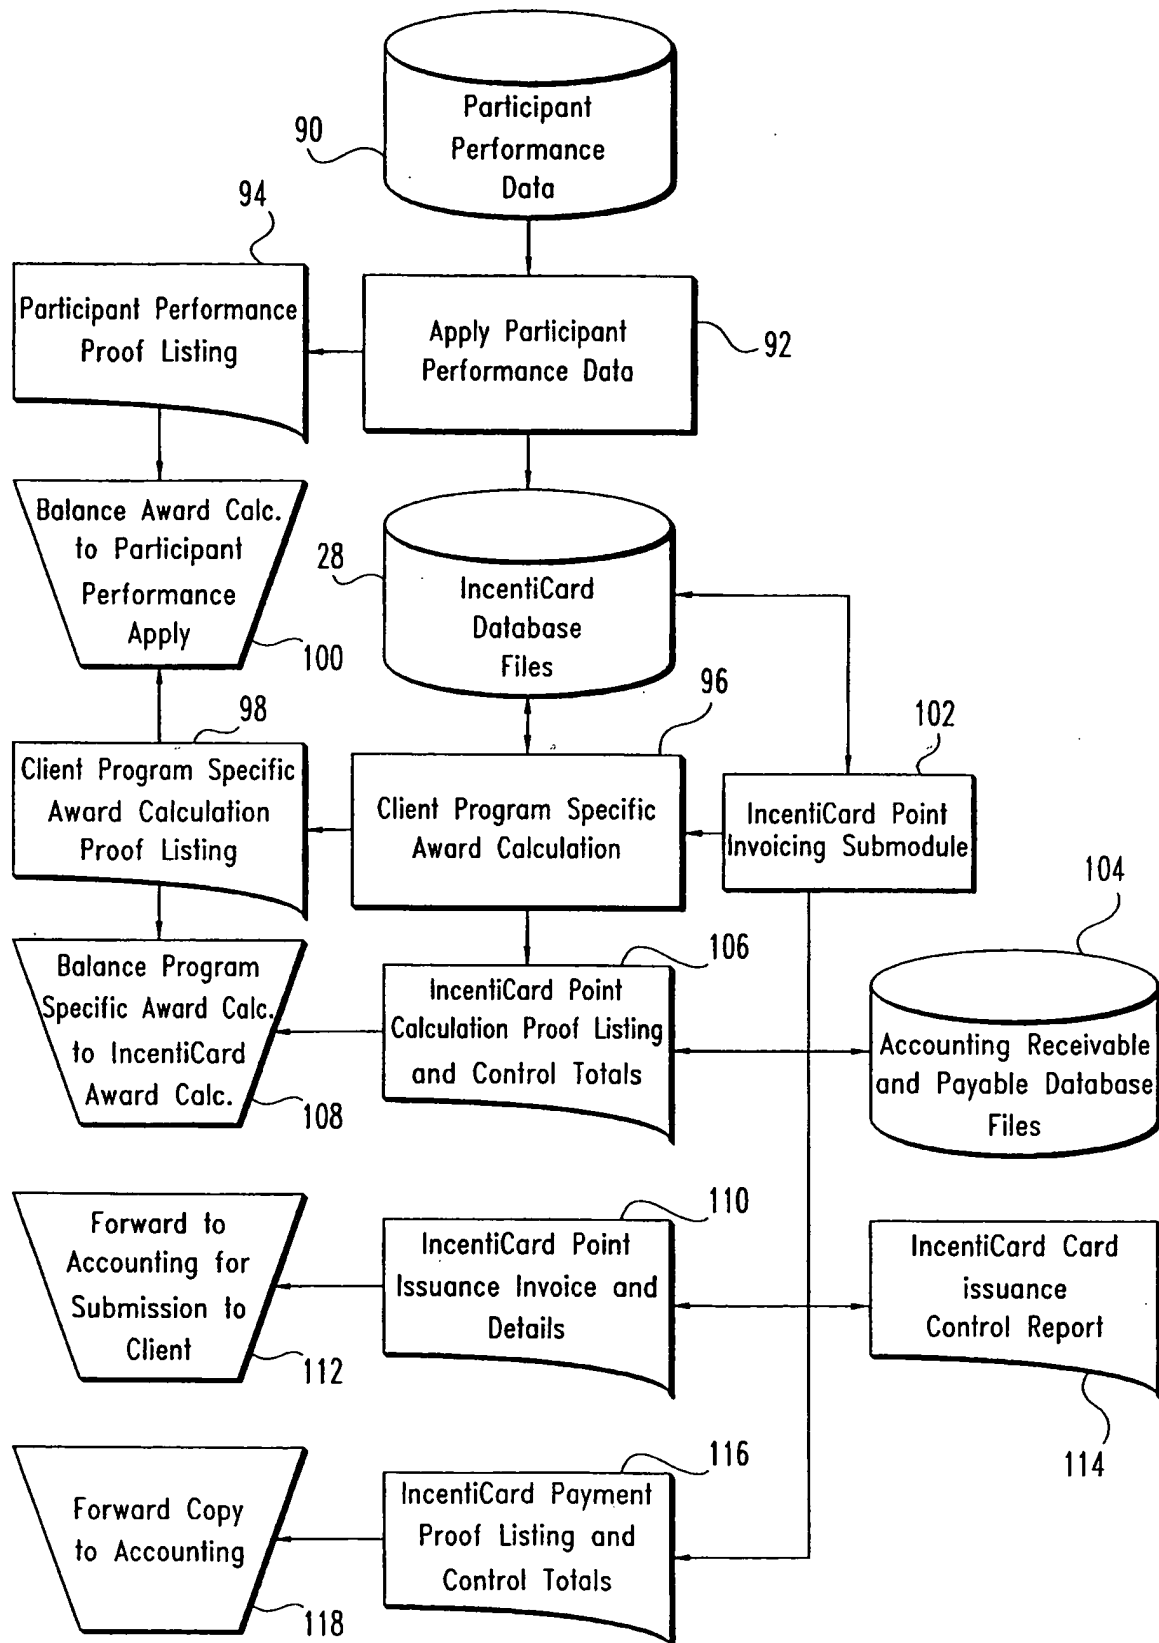 Participant
Performance
Data
90
94
Participant Performance
Proof Listing
Apply Participant
Performance Data
92
Balance Award Calc.
to Participant
Performance
Apply
100
28
IncentiCard
Database
Files
98
96
102
Client Program Specific
Award Calculation
Proof Listing
Client Program Specific
Award Calculation
IncentiCard Point
Invoicing Submodule
104
Balance Program
Specific Award Calc.
to IncentiCard
Award Calc.
108
106
IncentiCard Point
Calculation Proof Listing
and Control Totals
Accounting Receivable
and Payable Database
Files
Forward to
Accounting for
Submission to
Client
112
110
IncentiCard Point
Issuance Invoice and
Details
IncentiCard Card
issuance
Control Report
114
Forward Copy
to Accounting
118
116
IncentiCard Payment
Proof Listing and
Control Totals